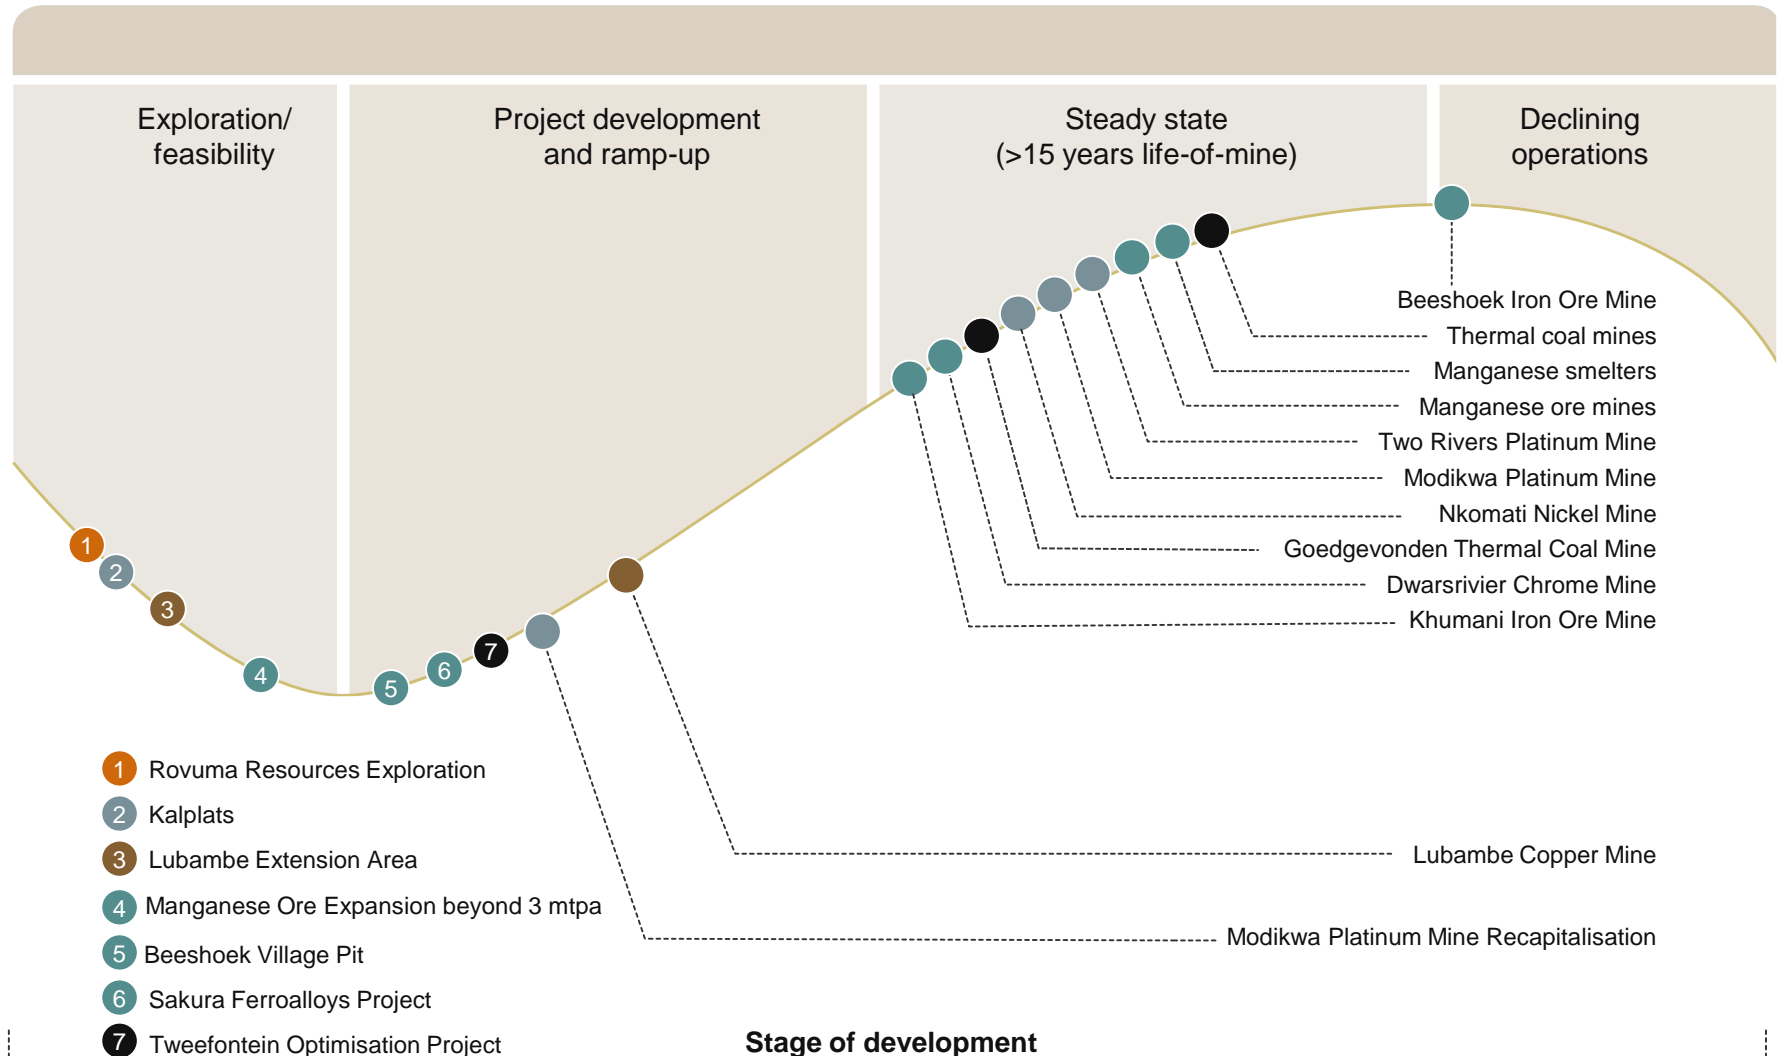 Exploration/
feasibility
Project development
and ramp-up
Steady state
(>15 years life-of-mine)
Declining
operations
Beeshoek Iron Ore Mine
Thermal coal mines
Manganese smelters
Manganese ore mines
Two Rivers Platinum Mine
Modikwa Platinum Mine
Nkomati Nickel Mine
Goedgevonden Thermal Coal Mine
Dwarsrivier Chrome Mine
Khumani Iron Ore Mine
1
2
3
4
5
6
7
1 Rovuma Resources Exploration
2 Kalplats
3 Lubambe Extension Area
4 Manganese Ore Expansion beyond 3 mtpa
5 Beeshoek Village Pit
6 Sakura Ferroalloys Project
7 Tweefontein Optimisation Project
Lubambe Copper Mine
Modikwa Platinum Mine Recapitalisation
Stage of development